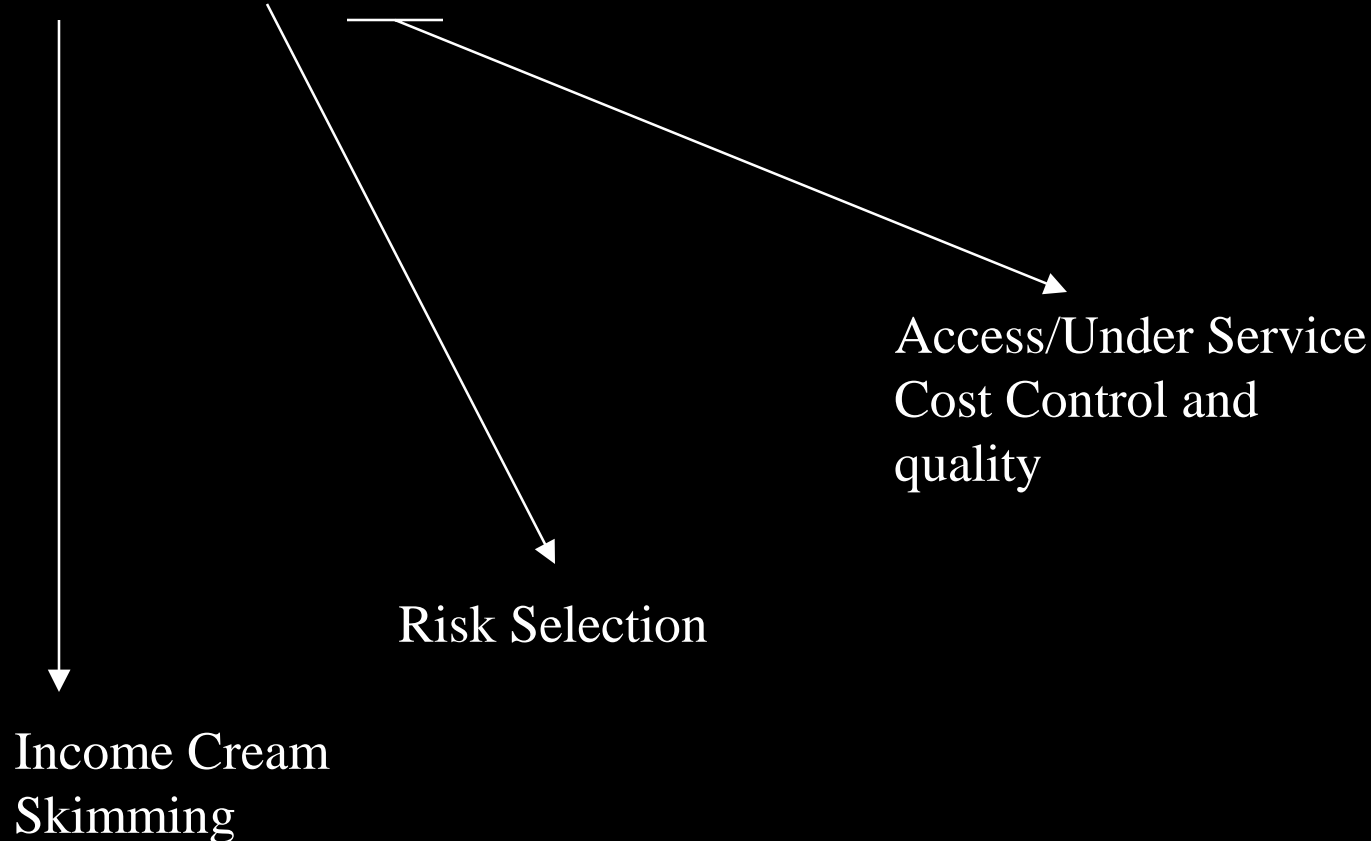 Access/Under Service
Cost Control and
quality
Risk Selection
Income Cream
Skimming